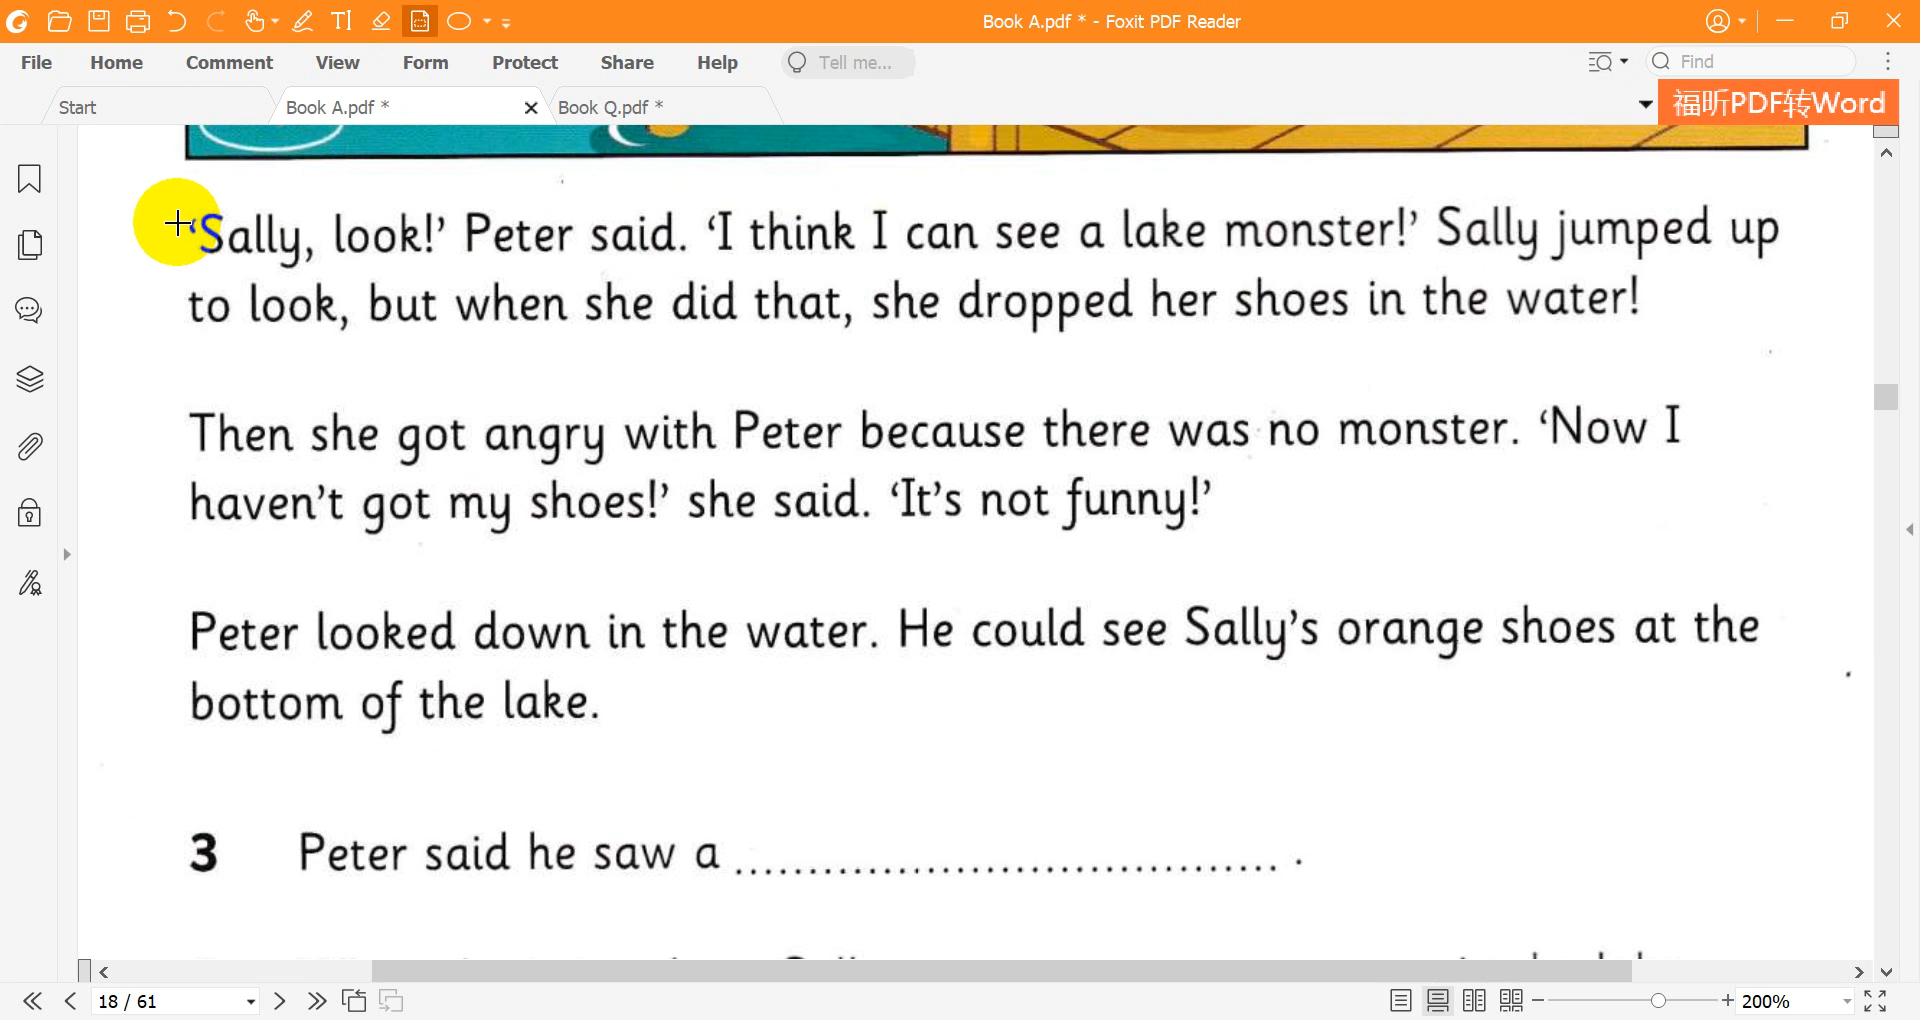 Book A.pdf * - Foxit PDF Reader
File Home Comment View Form Protect Share Help Tell me... Find
Start Book A.pdf * Book Q.pdf * 福昕PDF转Word
‘Sally, look!’ Peter said. ‘I think I can see a lake monster!’ Sally jumped up
to look, but when she did that, she dropped her shoes in the water!
Then she got angry with Peter because there was no monster. ‘Now I
haven’t got my shoes!’ she said. ‘It’s not funny!’
Peter looked down in the water. He could see Sally’s orange shoes at the
bottom of the lake.
3 Peter said he saw a .................................... .
18 / 61 200%